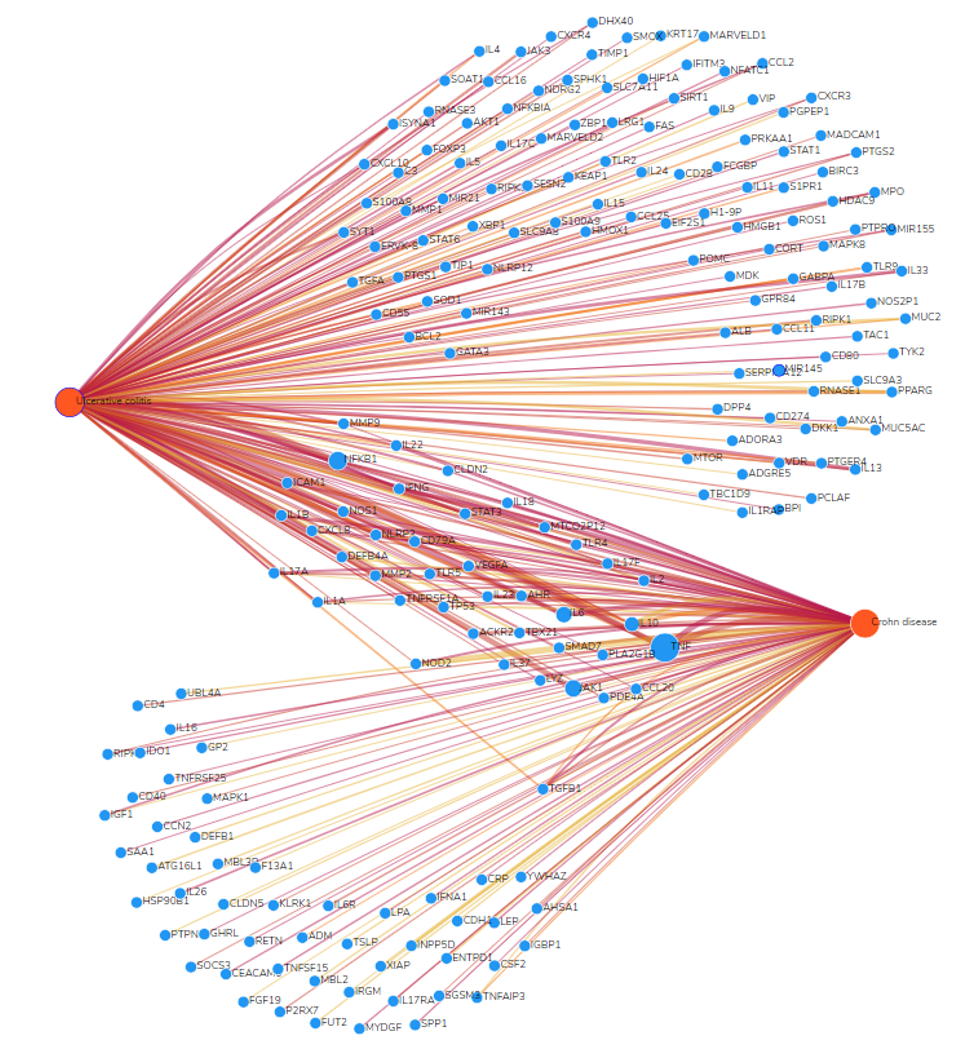 DHX40
CXCR4
SMOX
KRT17
MARVELD1
IL4
JAK3
TIMP1
IFITM3
NFATC1
CCL2
SOAT1
CCL16
NDRG2
SPHK1
SLC7A11
HIF1A
SIRT1
VIP
CXCR3
RNASE3
NFKBIA
IL9
PGPEP1
ISYNA1
AKT1
ZBP1
LRG1
FAS
MARVELD2
PRKAA1
MADCAM1
FOXP3
IL17C
STAT1
PTGS2
CXCL10
C3
IL5
TLR2
IL24
CD28
FCGBP
BIRC3
KEAP1
RIPK
SESN2
IL11
S1PR1
MPO
S100A8
MMP1
MIR21
IL15
HDAC9
H1-9P
CCL25
EIF2S1
ROS1
SYT1
XBP1
SLC9A8
S100A9
HMOX1
HMGB1
PTPRO
MIR155
ERVK-6
STAT6
CORT
MAPK8
POMC
TJP1
NLRP12
TLR9
IL33
TGFA
PTGS1
MDK
GABPA
IL17B
SOD1
GPR84
NOS2P1
CD55
MIR143
RIPK1
MUC2
BCL2
ALB
CCL11
TAC1
GATA3
CD80
TYK2
SERPINA12
MIR145
SLC9A3
RNASE1
PPARG
Ulcerative colitis
DPP4
CD274
ANXA1
MMP9
DKK1
MUC5AC
IL22
ADORA3
NFKB1
MTOR
VDR
PTGER4
IL13
CLDN2
ADGRE5
ICAM1
IFNG
TBC1D9
PCLAF
IL18
IL1RAP
BPI
IL1B
NOS1
STAT3
CXCL8
NLRP3
CD79A
MTCO2P12
TLR4
DEFB4A
VEGFA
IL17F
IL17A
MMP2
TLR5
IL2
IL1A
TNFRSF1A
TP53
IL23
AHR
IL6
IL10
Crohn disease
ACKR2
TBX21
SMAD7
PLA2G1B
TNF
NOD2
IL37
LYZ
JAK1
PDE4A
CCL20
UBL4A
CD4
IL16
RIPK
IDO1
GP2
TNFRSF25
TGFB1
CD40
MAPK1
IGF1
CCN2
DEFB1
SAA1
ATG16L1
MBL3P
F13A1
CRP
YWHAZ
IL26
HSP90B1
CLDN5
KLRK1
IL6R
IFNA1
LPA
AHSA1
CDH1
LEP
PTPN
GHRL
RETN
ADM
TSLP
INPP5D
IGBP1
ENTPD1
SOCS3
CEACAM
TNFSF15
XIAP
CSF2
MBL2
IRGM
FGF19
IL17RA
SGSM3
TNFAIP3
P2RX7
FUT2
MYDGF
SPP1